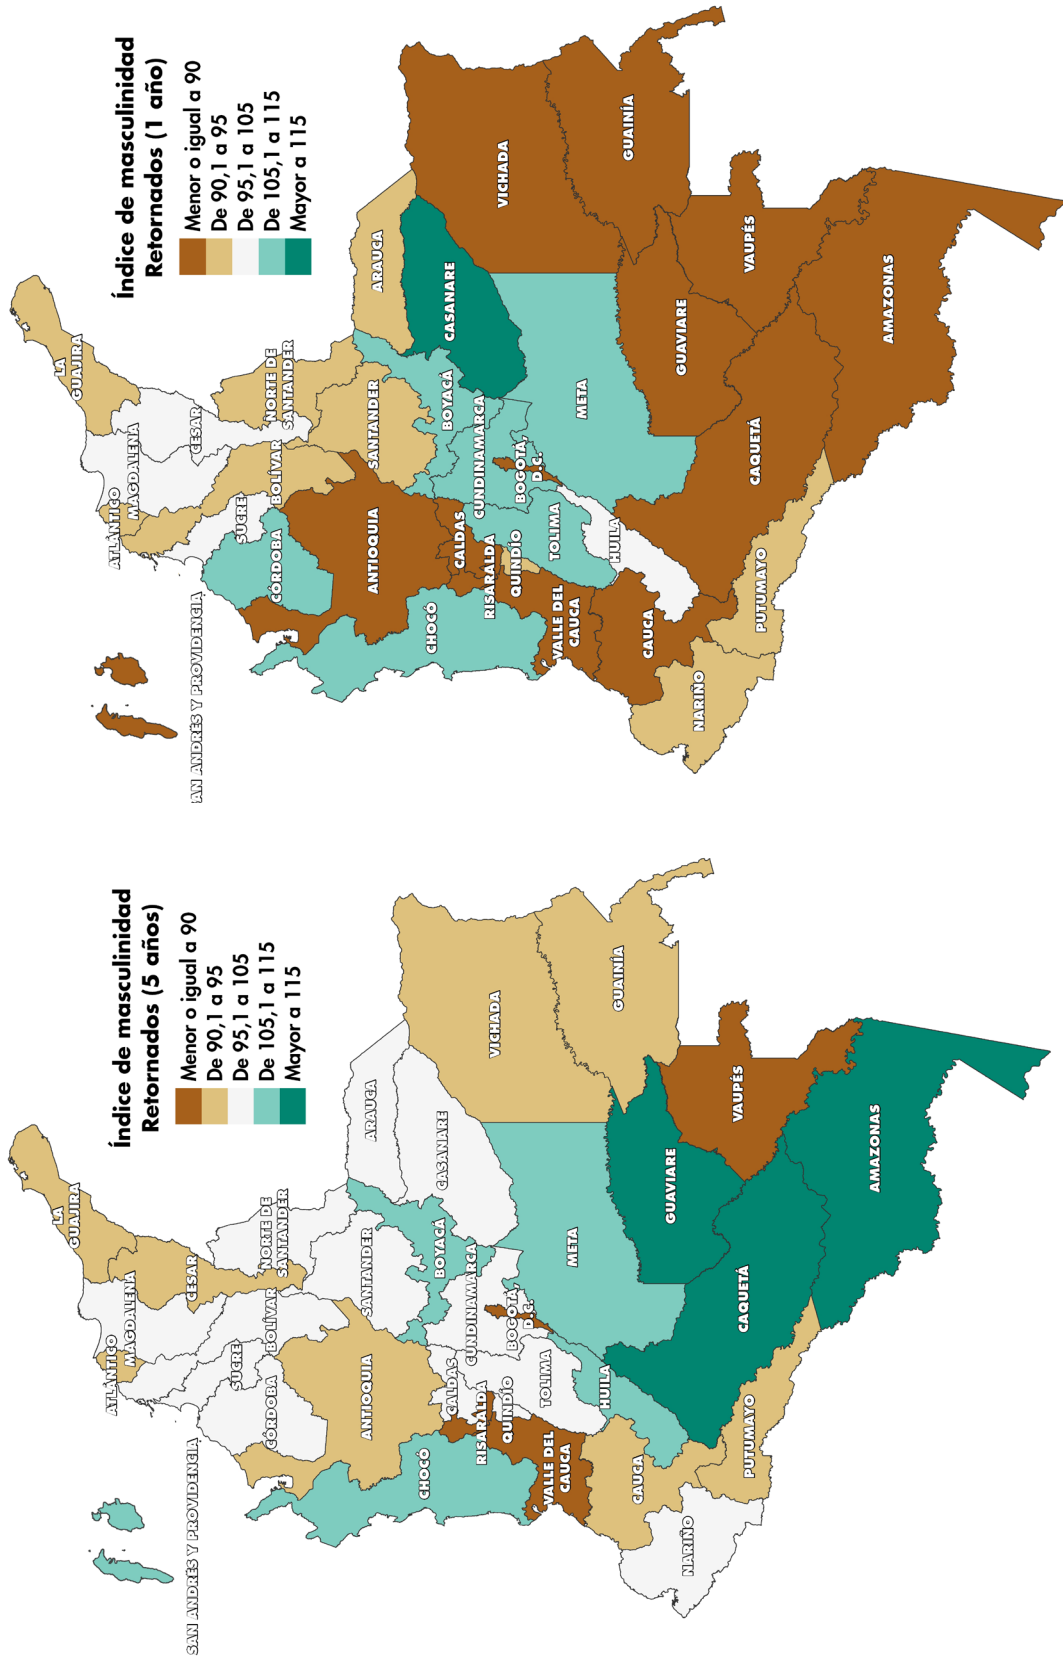 Índice de masculinidad
Retornados (5 años)
Menor o igual a 90
De 90,1 a 95
De 95,1 a 105
De 105,1 a 115
Mayor a 115
SAN ANDRES Y PROVIDENCIA
LA
GUAJIRA
ATLÁNTICO
MAGDALENA
CESAR
SUCRE
BOLÍVAR
NORTE DE
SANTANDER
CÓRDOBA
ANTIOQUIA
SANTANDER
ARAUCA
CHOCÓ
CALDAS
BOYACÁ
CASANARE
RISARALDA
CUNDINAMARCA
QUINDÍO
BOGOTÁ,
D.C.
VICHADA
VALLE DEL
CAUCA
TOLIMA
META
HUILA
GUAINÍA
CAUCA
GUAVIARE
NARIÑO
CAQUETÁ
VAUPÉS
PUTUMAYO
AMAZONAS
Índice de masculinidad
Retornados (1 año)
Menor o igual a 90
De 90,1 a 95
De 95,1 a 105
De 105,1 a 115
Mayor a 115
AN ANDRES Y PROVIDENCIA
LA
GUAJIRA
ATLÁNTICO
MAGDALENA
CESAR
SUCRE
BOLÍVAR
NORTE DE
SANTANDER
CÓRDOBA
ANTIOQUIA
SANTANDER
ARAUCA
CHOCÓ
CALDAS
BOYACÁ
CASANARE
RISARALDA
CUNDINAMARCA
QUINDÍO
BOGOTÁ,
D.C.
VICHADA
VALLE DEL
CAUCA
TOLIMA
META
HUILA
GUAINÍA
CAUCA
GUAVIARE
NARIÑO
CAQUETÁ
VAUPÉS
PUTUMAYO
AMAZONAS